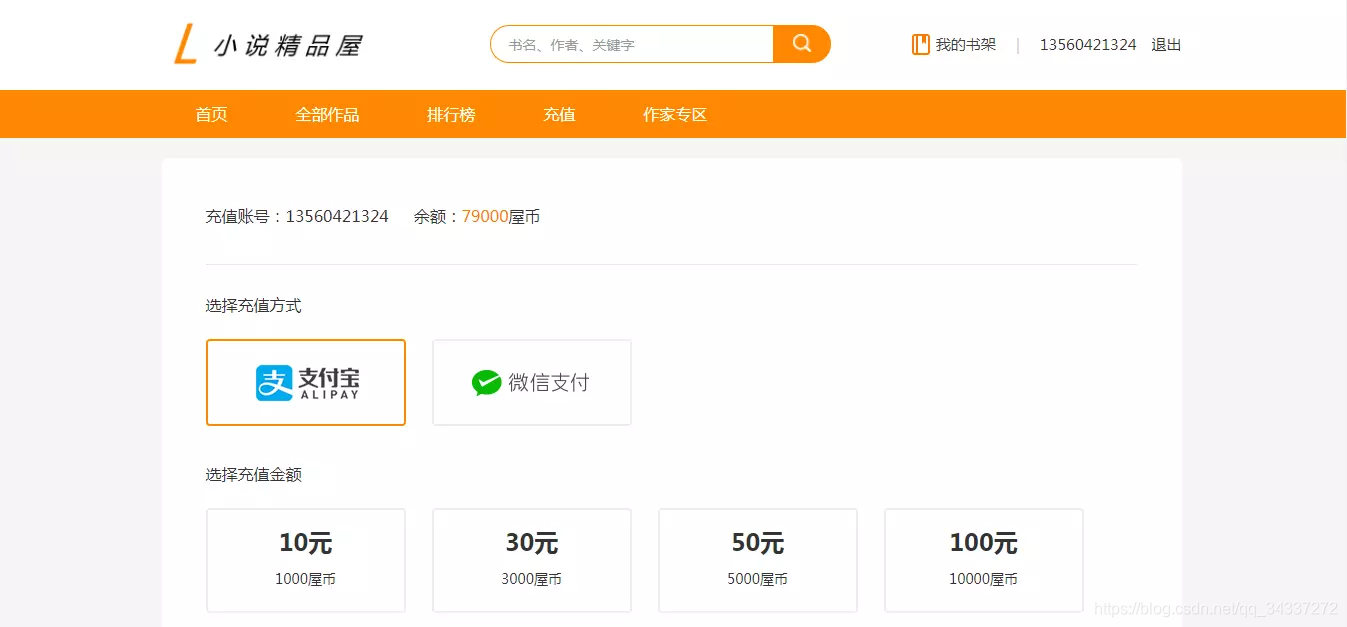 小说精品屋
书名、作者、关键字
我的书架 | 13560421324 退出
首页 全部作品 排行榜 充值 作家专区
充值账号：13560421324 余额：79000屋币
选择充值方式
支付宝
ALIPAY
微信支付
选择充值金额
10元 30元 50元 100元
1000屋币 3000屋币 5000屋币 10000屋币
https://blog.csdn.net/qq_34337272